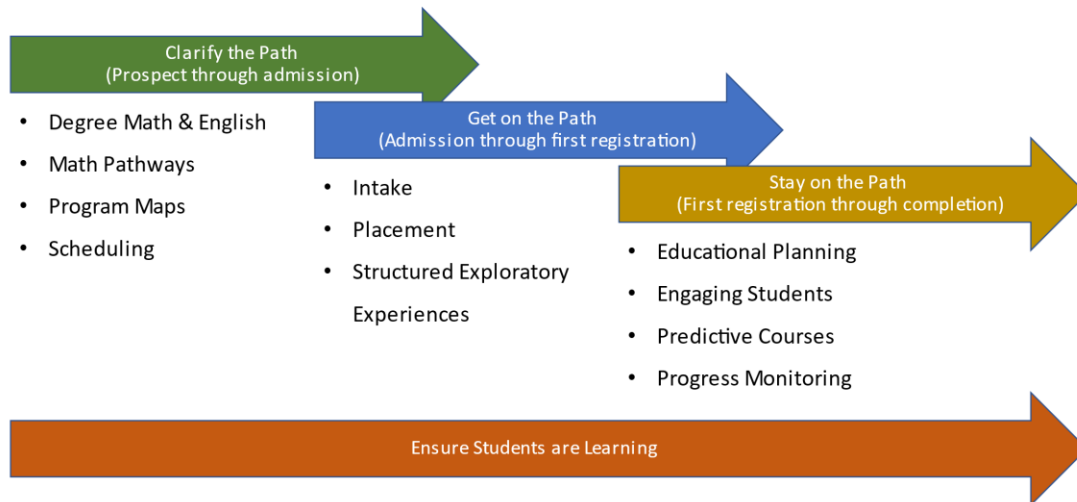 Clarify the Path
(Prospect through admission)
• Degree Math & English
• Math Pathways
• Program Maps
• Scheduling
Get on the Path
(Admission through first registration)
• Intake
• Placement
• Structured Exploratory
Experiences
Stay on the Path
(First registration through completion)
• Educational Planning
• Engaging Students
• Predictive Courses
• Progress Monitoring
Ensure Students are Learning